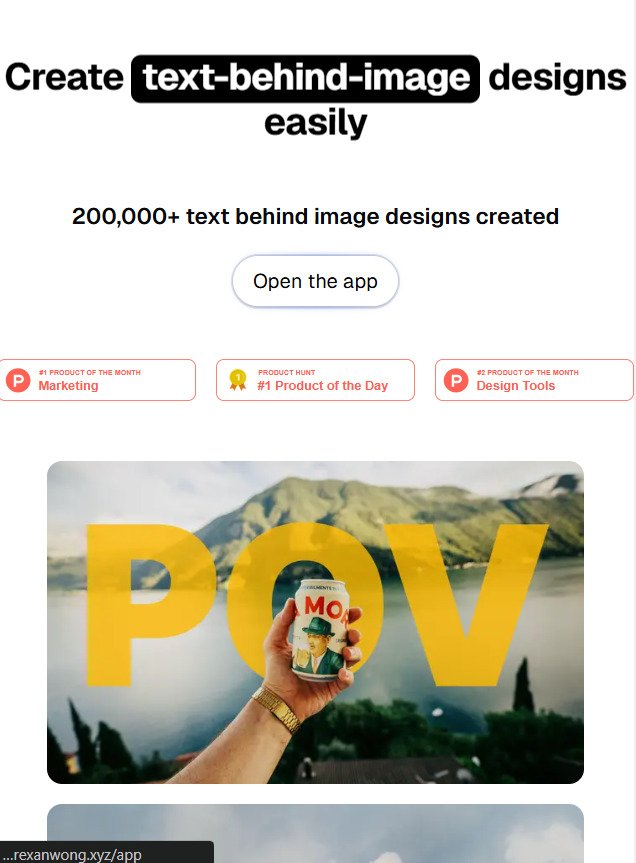 Create text-behind-image designs
easily
200,000+ text behind image designs created
Open the app
#1 PRODUCT OF THE MONTH
Marketing
PRODUCT HUNT
#1 Product of the Day
#2 PRODUCT OF THE MONTH
Design Tools
POV
MO
...rexanwong.xyz/app